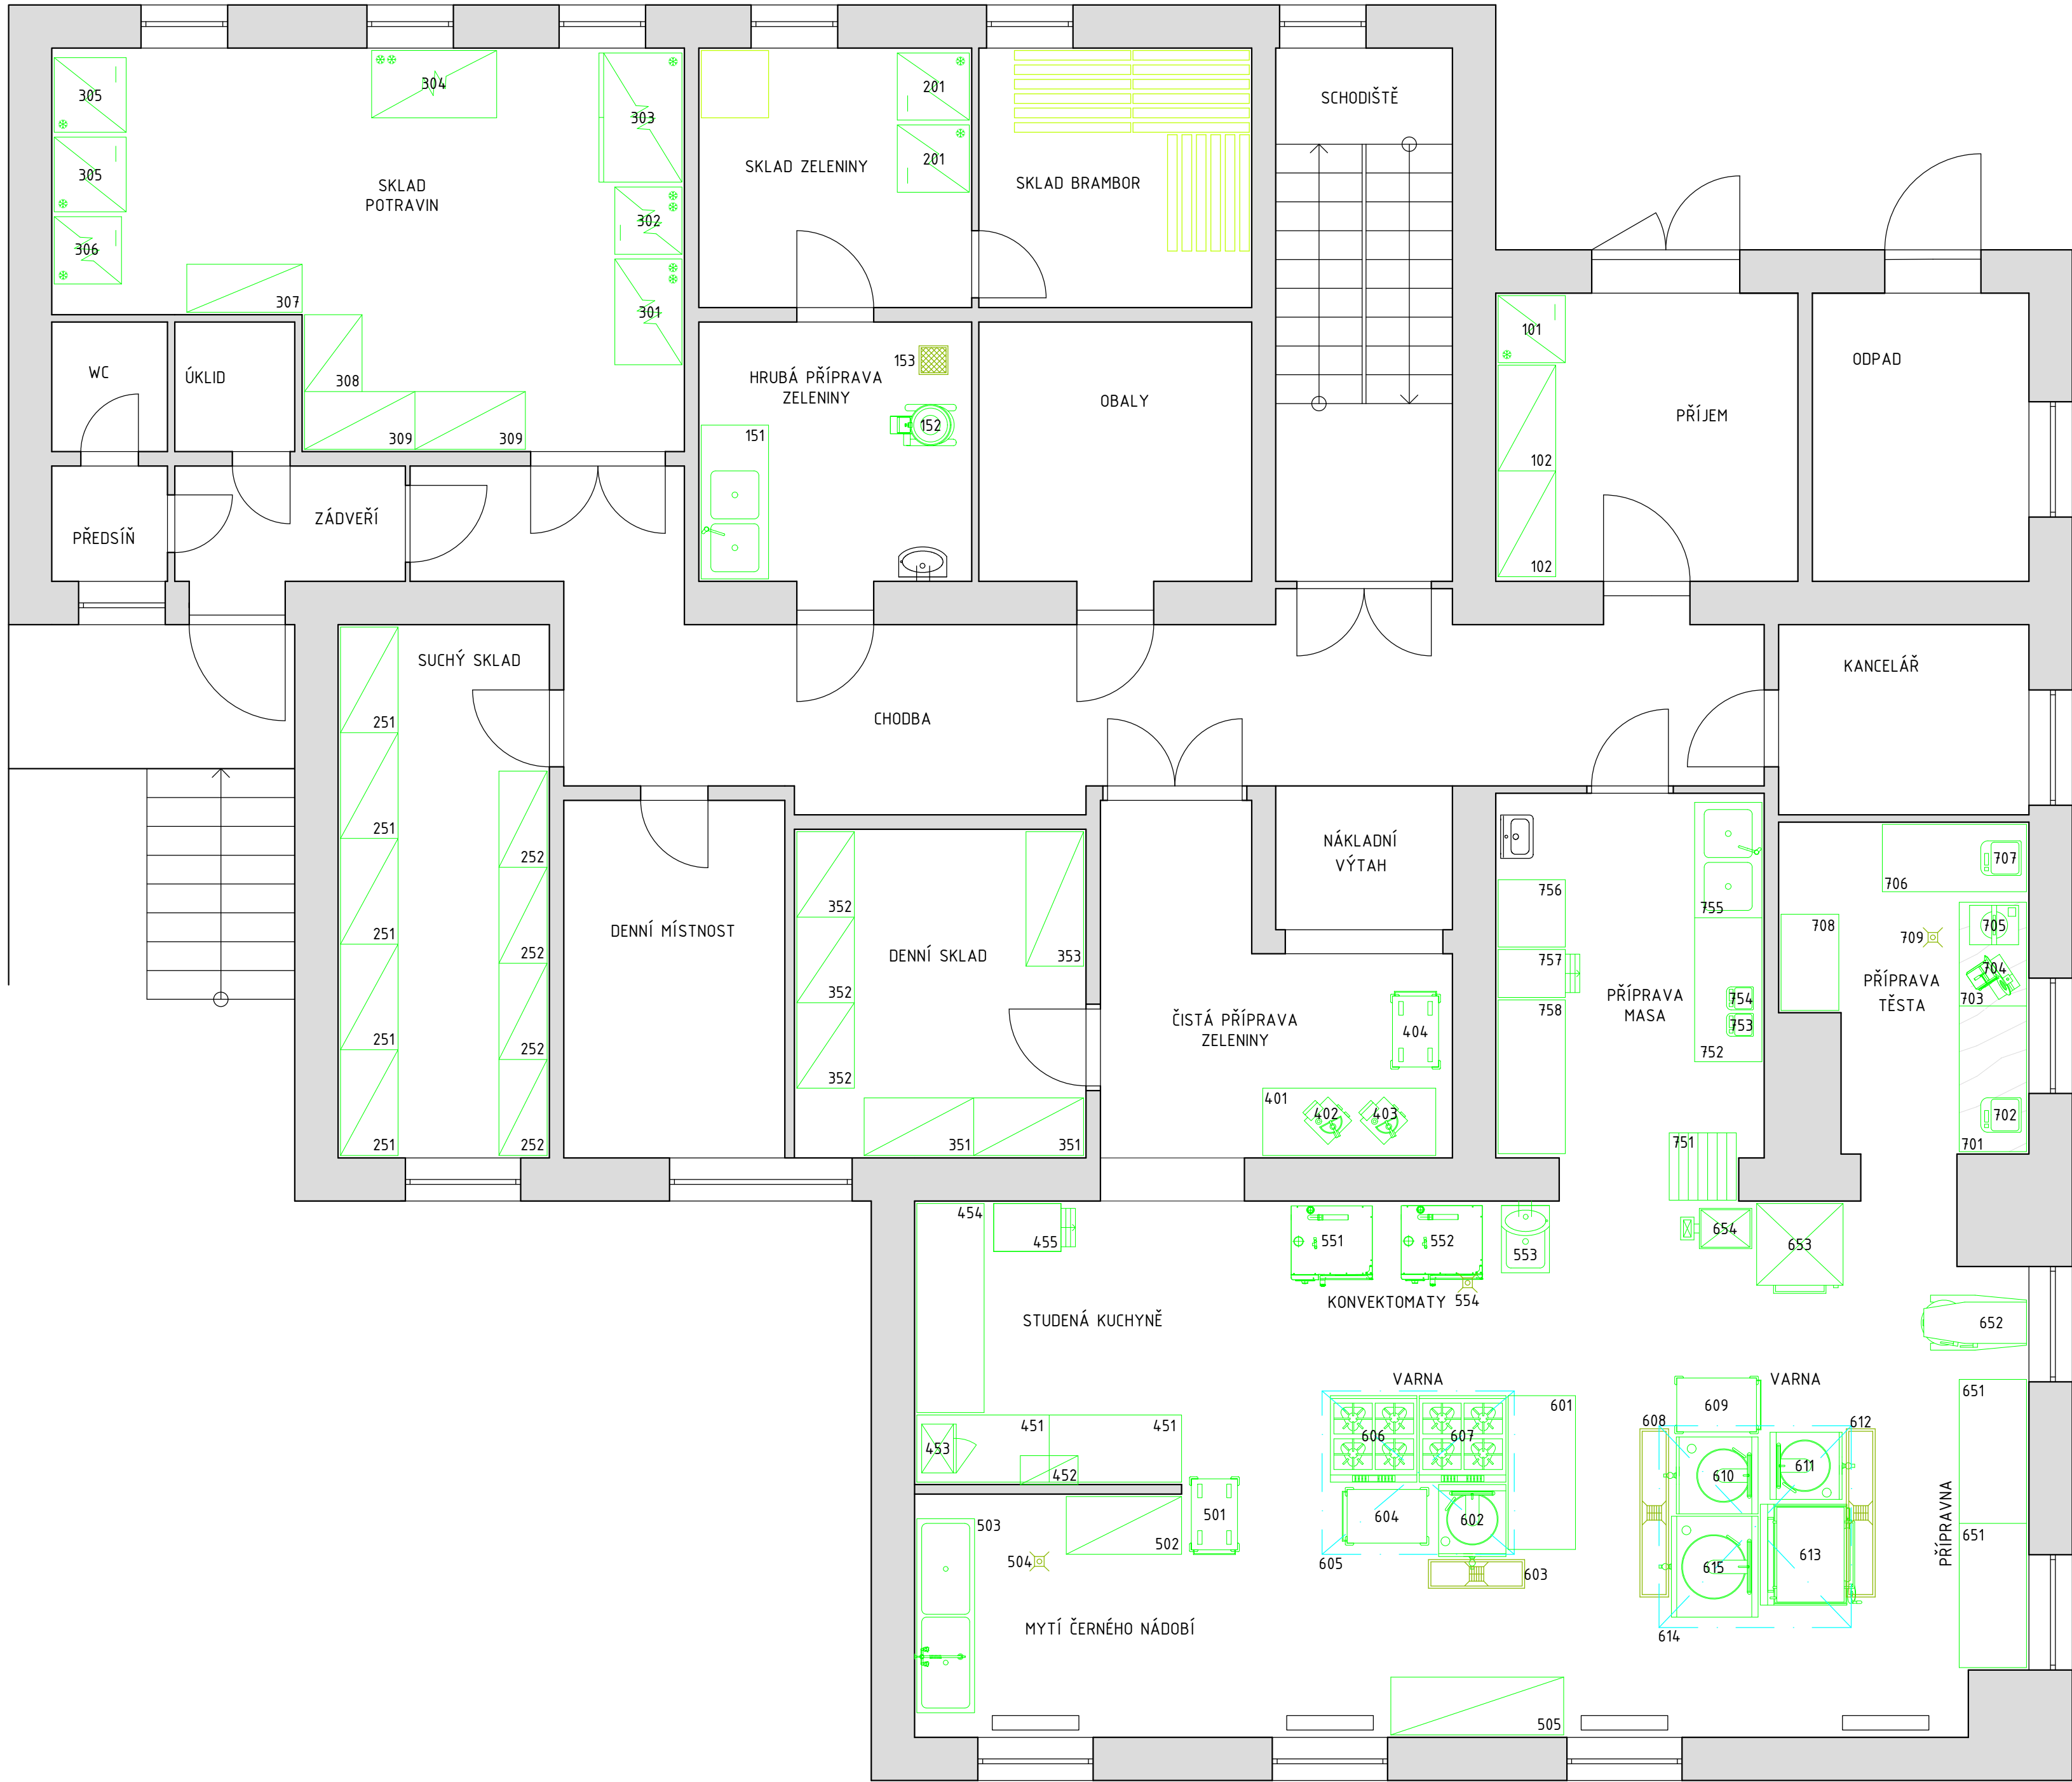 305
304
303
201
SCHODIŠTĚ
305
SKLAD
POTRAVIN
SKLAD ZELENINY
201
SKLAD BRAMBOR
302
306
307
301
101
WC
ÚKLID
308
153
HRUBÁ PŘÍPRAVA
ZELENINY
OBALY
ODPAD
PŘÍJEM
309
309
151
152
102
PŘEDSÍŇ
ZÁDVEŘÍ
102
SUCHÝ SKLAD
KANCELÁŘ
251
CHODBA
251
252
NÁKLADNÍ
VÝTAH
707
706
756
755
352
708
705
709
251
252
DENNÍ MÍSTNOST
DENNÍ SKLAD
353
757
758
704
703
PŘÍPRAVA
MASA
754
753
PŘÍPRAVA
TĚSTA
352
ČISTÁ PŘÍPRAVA
ZELENINY
404
251
252
752
352
401
402
403
702
701
251
252
351
351
751
454
455
551
552
553
654
653
KONVEKTOMATY
554
STUDENÁ KUCHYNĚ
652
VARNA
VARNA
651
451
451
453
452
606
607
601
608
609
612
610
611
501
503
502
604
602
651
504
605
603
615
613
PŘÍPRAVNA
MYTÍ ČERNÉHO NÁDOBÍ
614
505